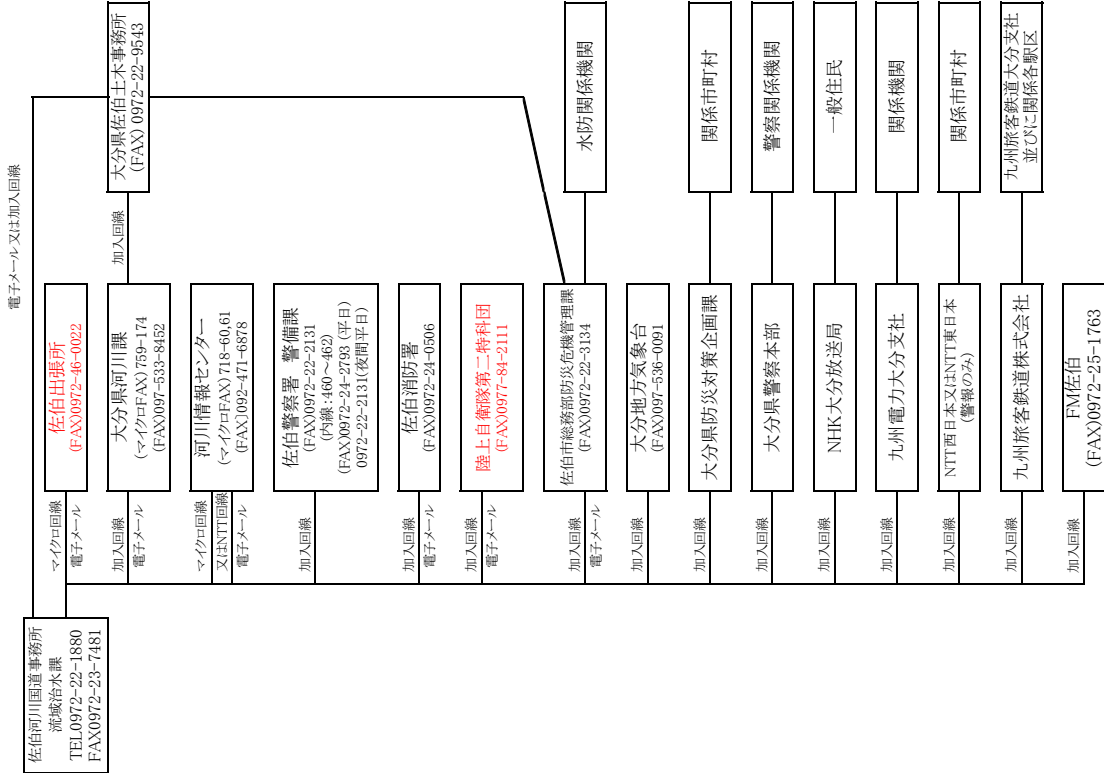 佐伯河川国道事務所
流域治水課
TEL0972-22-1880
FAX0972-23-7481
電子メール又は加入回線
マイクロ回線
電子メール
佐伯出張所
(FAX)0972-46-0022
加入回線
電子メール
大分県河川課
(マイクロFAX)759-174
(FAX)097-533-8452
加入回線
大分県佐伯土木事務所
(FAX) 0972-22-9543
マイクロ回線
又はNTT回線
電子メール
河川情報センター
(マイクロFAX)718-60,61
(FAX)092-471-6878
加入回線
佐伯警察署 警備課
(FAX)0972-22-2131
(内線:460～462)
(FAX)0972-24-2793 (平日)
0972-22-2131(夜間平日)
加入回線
電子メール
佐伯消防署
(FAX)0972-24-0506
加入回線
電子メール
陸上自衛隊第二特科団
(FAX)0977-84-2111
加入回線
電子メール
佐伯市総務部防災危機管理課
(FAX)0972-22-3134
水防関係機関
加入回線
大分地方気象台
(FAX)097-536-0091
加入回線
大分県防災対策企画課
関係市町村
加入回線
大分県警察本部
警察関係機関
加入回線
NHK大分放送局
一般住民
加入回線
九州電力大分支社
関係機関
加入回線
NTT西日本又はNTT東日本
(警報のみ)
関係市町村
加入回線
九州旅客鉄道株式会社
九州旅客鉄道大分支社
並びに関係各駅区
加入回線
FM佐伯
(FAX)0972-25-1763